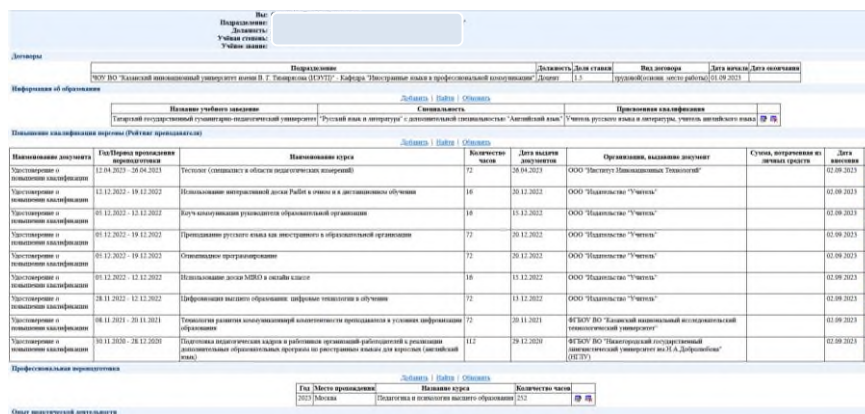 Вы:
Подразделение:
Должность:
Учёная степень:
Учёное звание:
Договоры
Подразделение Должность Доля ставки Вид договора Дата начала Дата окончания
ЧОУ ВО "Казанский инновационный университет имени В. Г. Тимирясова (ИЭУП)" - Кафедра "Иностранные языки в профессиональной коммуникации" Доцент 1.5 трудовой(основн. место работы) 01.09.2023
Информация об образовании
Добавить | Найти | Обновить
Название учебного заведения Специальность Присвоенная квалификация
Татарский государственный гуманитарно-педагогический университет "Русский язык и литература" с дополнительной специальностью "Английский язык" Учитель русского языка и литературы, учитель английского языка
Повышение квалификации персоны (Рейтинг преподавателя)
Добавить | Найти | Обновить
Наименование документа Год/Период прохождения переподготовки Наименование курса Количество часов Дата выдачи документов Организация, выдавшая документ Сумма, потраченная из личных средств Дата внесения
Удостоверение о повышении квалификации 12.04.2023 - 26.04.2023 Тестолог (специалист в области педагогических измерений) 72 26.04.2023 ООО "Институт Инновационных Технологий" 02.09.2023
Удостоверение о повышении квалификации 12.12.2022 - 19.12.2022 Использование интерактивной доски Padlet в очном и в дистанционном обучении 16 20.12.2022 ООО "Издательство "Учитель" 02.09.2023
Удостоверение о повышении квалификации 05.12.2022 - 12.12.2022 Коуч-коммуникация руководителя образовательной организации 16 15.12.2022 ООО "Издательство "Учитель" 02.09.2023
Удостоверение о повышении квалификации 05.12.2022 - 19.12.2022 Преподавание русского языка как иностранного в образовательной организации 72 20.12.2022 ООО "Издательство "Учитель" 02.09.2023
Удостоверение о повышении квалификации 05.12.2022 - 19.12.2022 программирование 72 20.12.2022 ООО "Издательство "Учитель" 02.09.2023
Удостоверение о повышении квалификации 05.12.2022 - 12.12.2022 Использование доски MIRO в онлайн классе 16 15.12.2022 ООО "Издательство "Учитель" 02.09.2023
Удостоверение о повышении квалификации 28.11.2022 - 12.12.2022 Цифровизация высшего образования: цифровые технологии в обучении 72 13.12.2022 ООО "Издательство "Учитель" 02.09.2023
Удостоверение о повышении квалификации 08.11.2021 - 20.11.2021 Технология развития коммуникативной компетентности преподавателя в условиях цифровизации образования 72 20.11.2021 ФГБОУ ВО "Казанский национальный исследовательский технологический университет" 02.09.2023
Удостоверение о повышении квалификации 30.11.2020 - 28.12.2020 Подготовка педагогических кадров и работников организаций-работодателей к реализации дополнительных образовательных программ по иностранным языкам для взрослых (английский язык) 112 29.12.2020 ФГБОУ ВО "Нижегородский государственный лингвистический университет им.Н.А.Добролюбова" (НГЛУ) 02.09.2023
Профессиональная переподготовка
Добавить | Найти | Обновить
Год Место прохождения Название курса Количество часов
2023 Москва Педагогика и психология высшего образования 252
Опыт практической деятельности